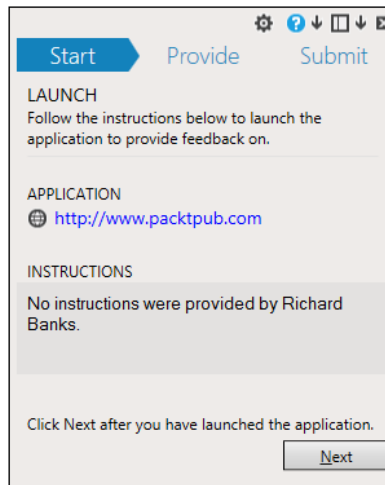 Start Provide Submit
LAUNCH
Follow the instructions below to launch the
application to provide feedback on.
APPLICATION
http://www.packtpub.com
INSTRUCTIONS
No instructions were provided by Richard
Banks.
Click Next after you have launched the application.
Next